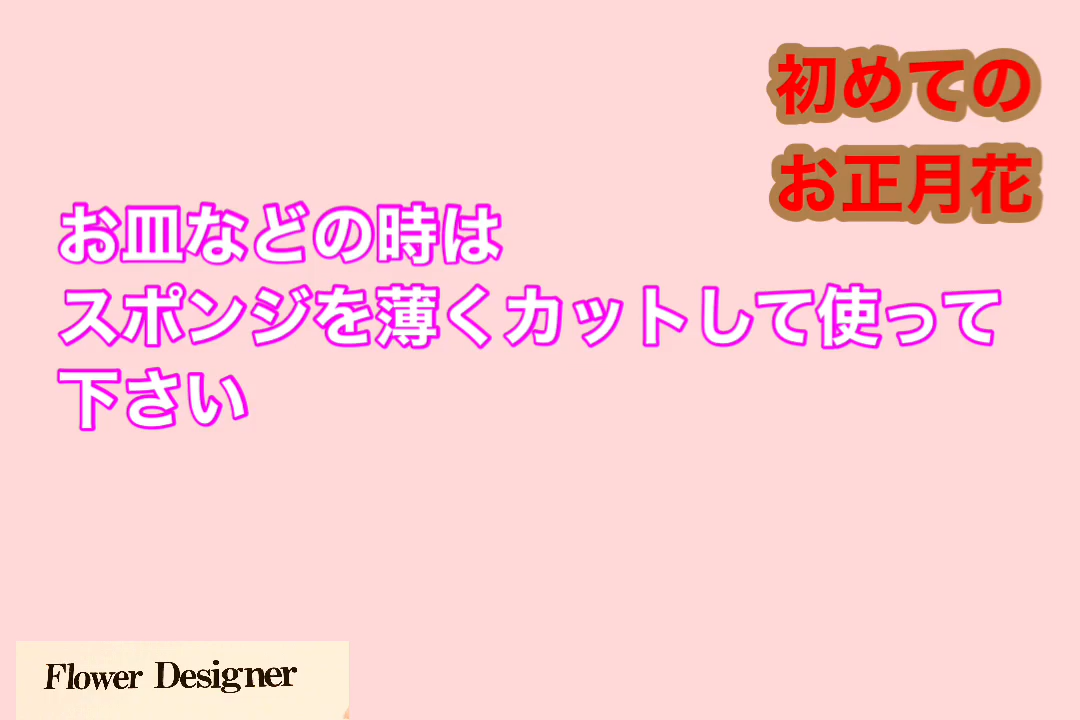 初めての
お正月花
お皿などの時は
スポンジを薄くカットして使って
下さい
Flower Designer